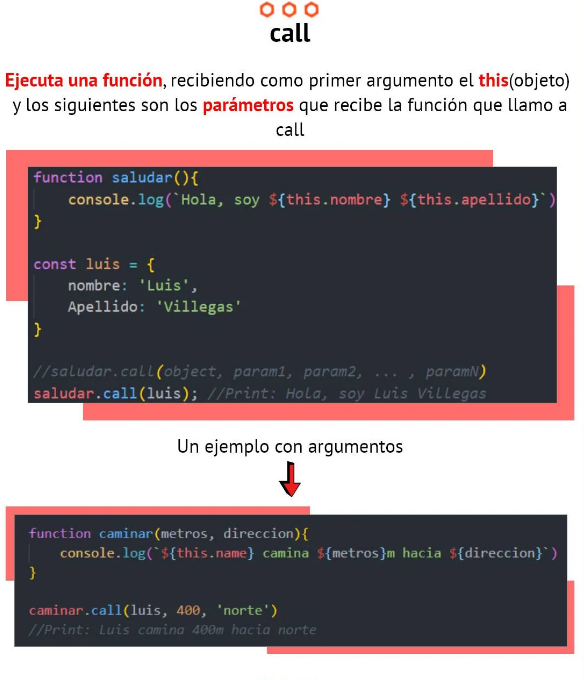 call
Ejecuta una función, recibiendo como primer argumento el this(objeto)
y los siguientes son los parámetros que recibe la función que llamo a
call
function saludar(){
console.log(`Hola, soy ${this.nombre} ${this.apellido}`)
}
const luis = {
nombre: 'Luis',
Apellido: 'Villegas'
}
//saludar.call(object, param1, param2, ... , paramN)
saludar.call(luis); //Print: Hola, soy Luis Villegas
Un ejemplo con argumentos
function caminar(metros, direccion){
console.log(`${this.name} camina ${metros}m hacia ${direccion}`)
}
caminar.call(luis, 400, 'norte')
//Print: Luis camina 400m hacia norte